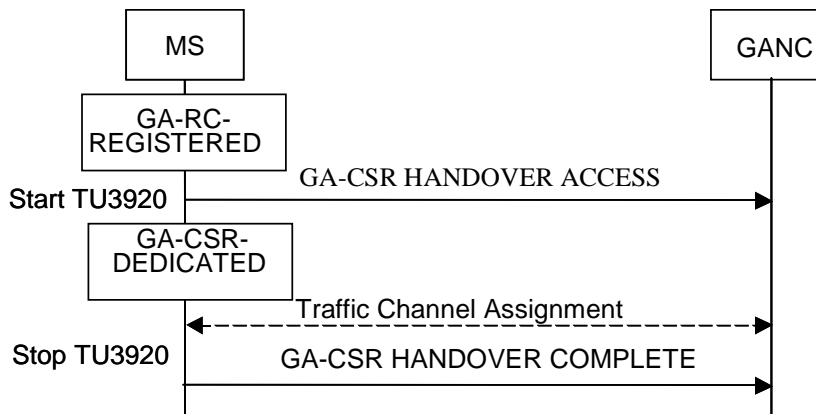 MS
GANC
GA-RC-
REGISTERED
GA-CSR HANDOVER ACCESS
Start TU3920
GA-CSR-
DEDICATED
Traffic Channel Assignment
Stop TU3920
GA-CSR HANDOVER COMPLETE